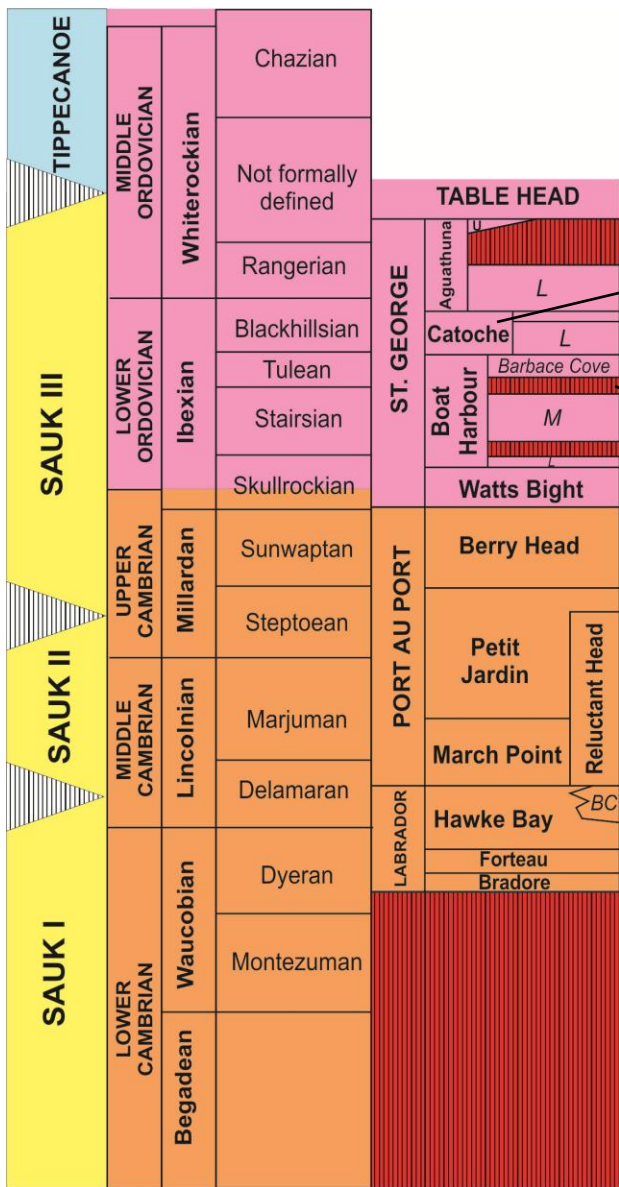 TIPPECANOE
SAUK III
SAUK II
SAUK I
MIDDLE
ORDOVICIAN
LOWER
ORDOVICIAN
UPPER
CAMBRIAN
MIDDLE
CAMBRIAN
LOWER
CAMBRIAN
Whiterockian
Ibexian
Millardan
Lincolnian
Waucobian
Begadean
Chazian
Not formally
defined
Rangerian
Blackhillsian
Tulean
Stairsian
Skullrockian
Sunwaptan
Steptoean
Marjuman
Delamaran
Dyeran
Montezuman
TABLE HEAD
ST. GEORGE
Aguathuna
U
L
Catoche
L
Boat
Harbour
Barbace Cove
M
L
Watts Bight
PORT AU PORT
Berry Head
Petit
Jardin
Reluctant Head
March Point
LABRADOR
Hawke Bay
BC
Forteau
Bradore